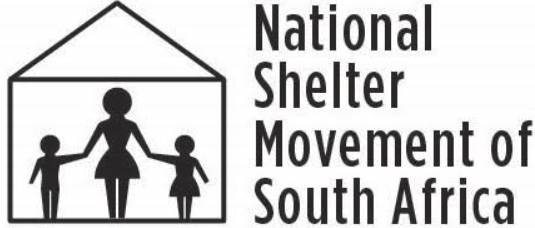 National
Shelter
Movement of
South Africa